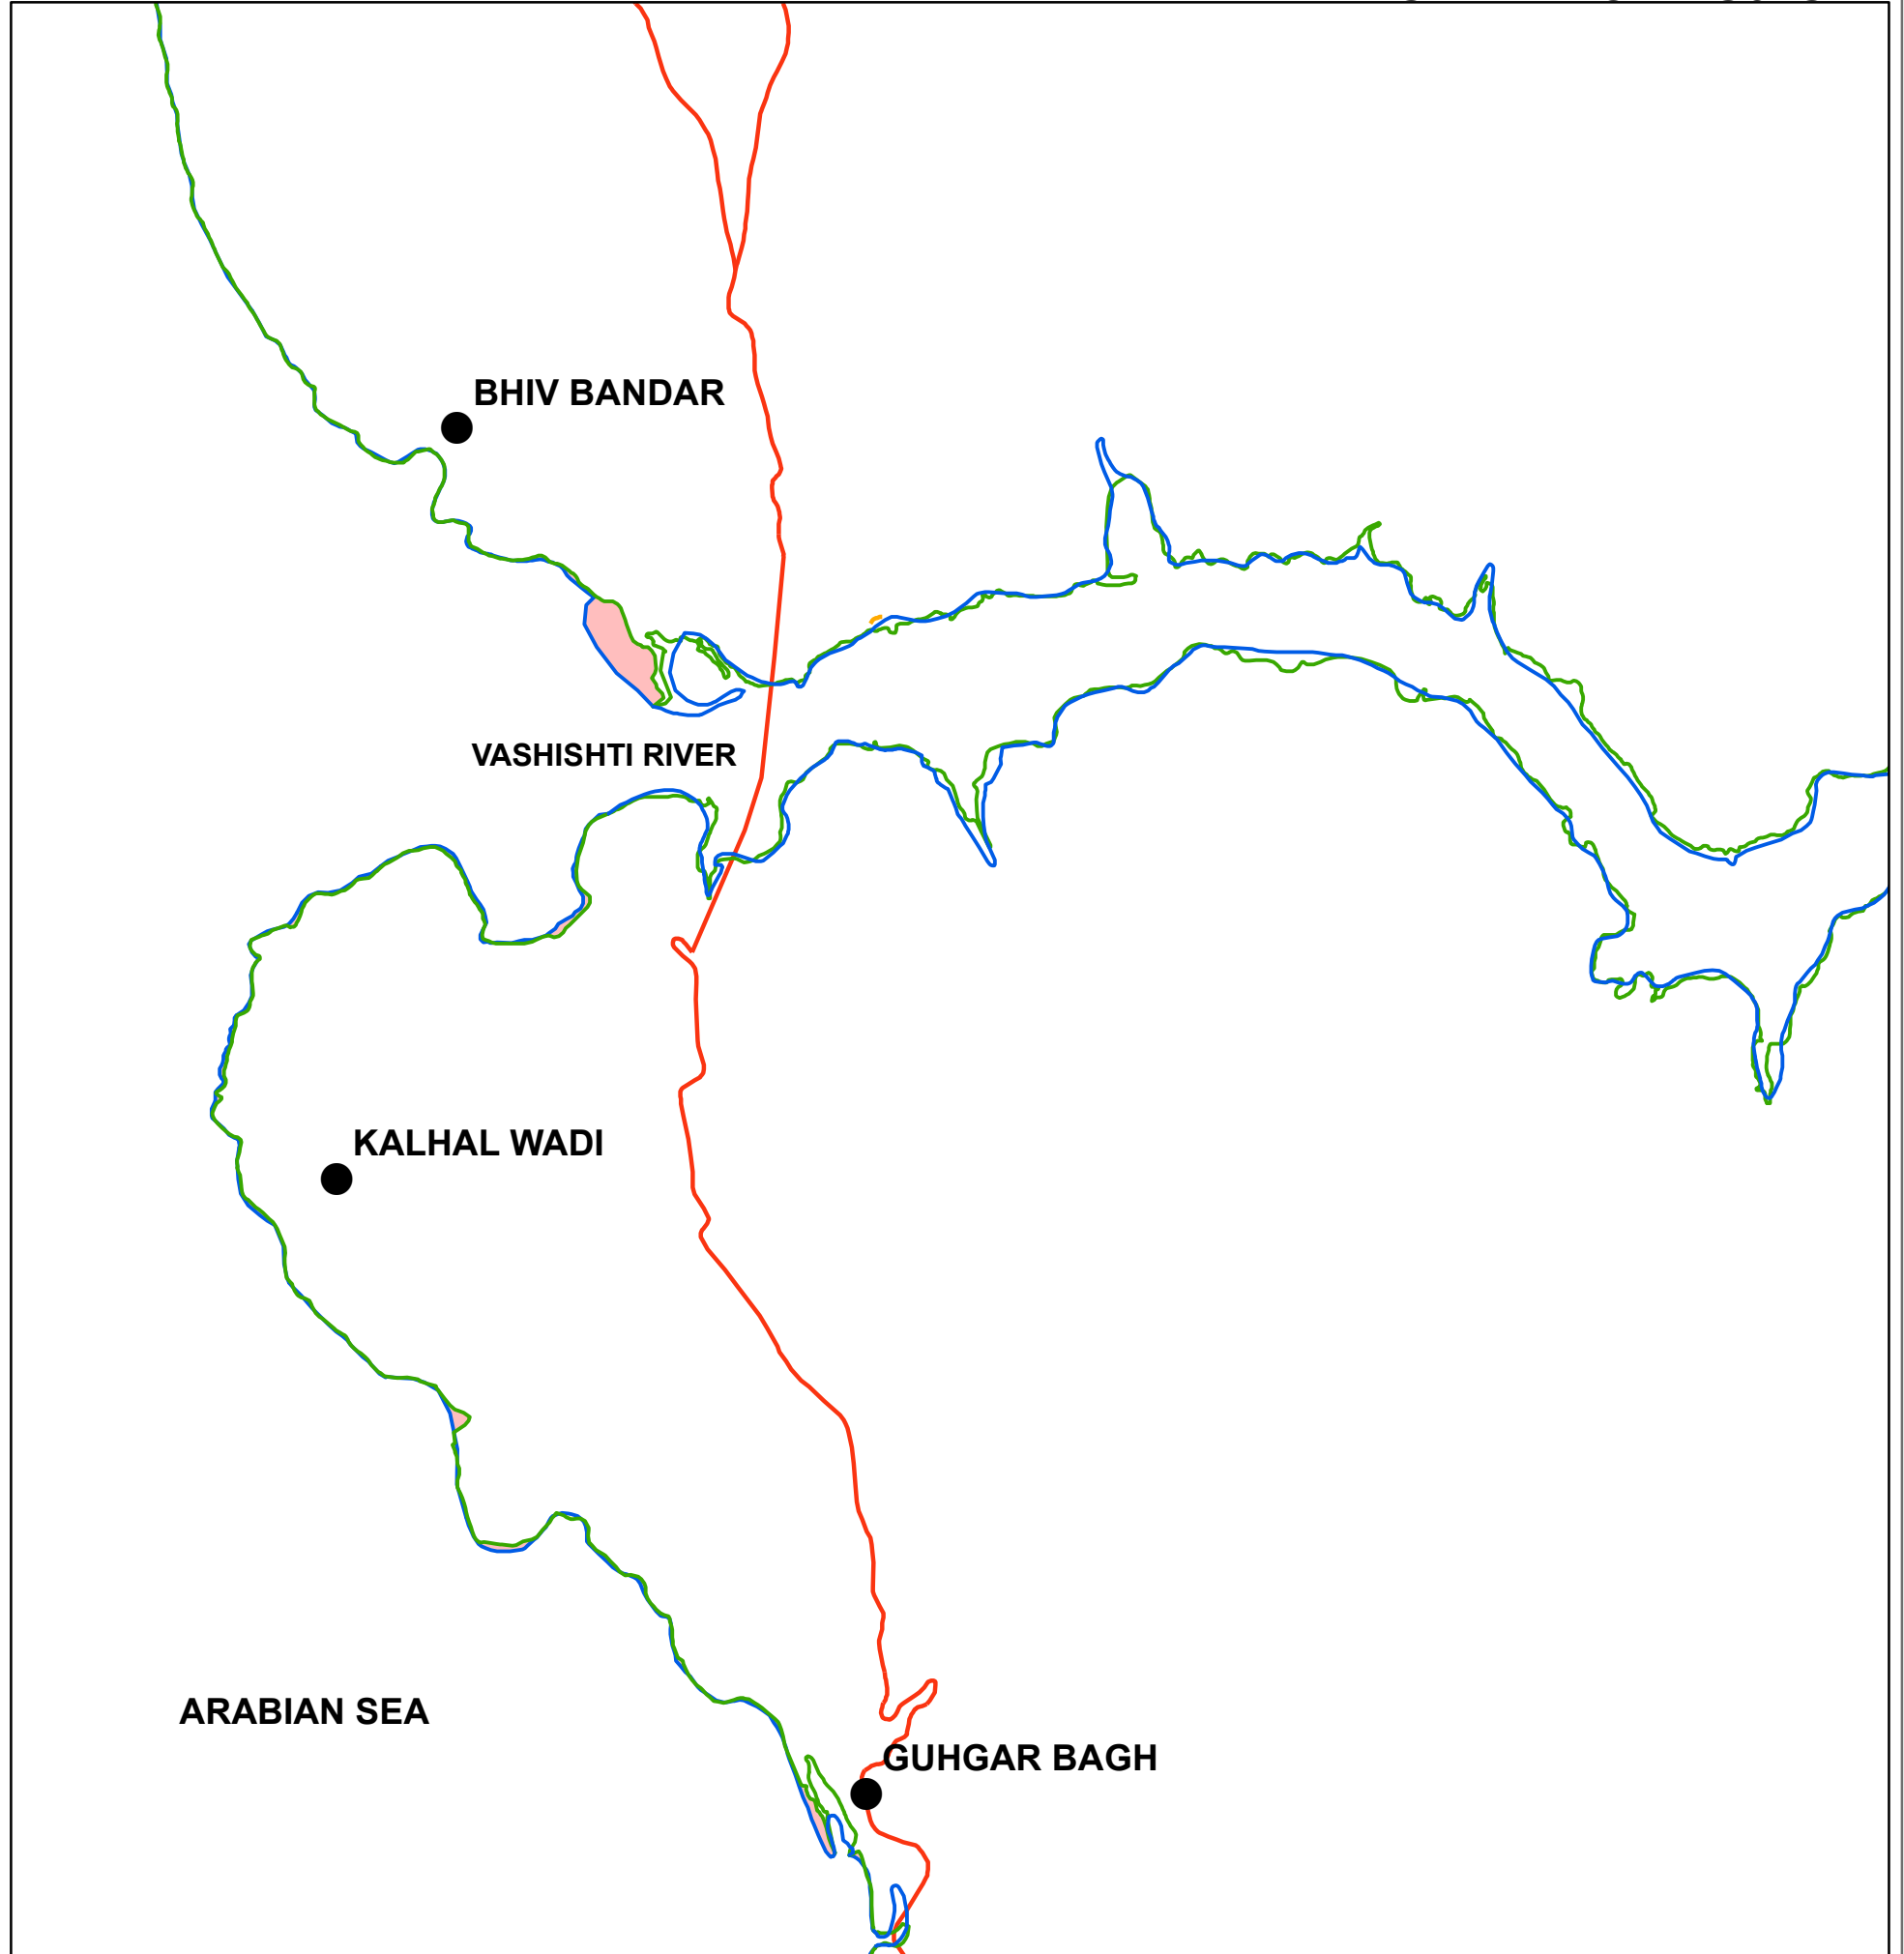 BHIV BANDAR
VASHISHTI RIVER
KALHAL WADI
ARABIAN SEA
GUHGAR BAGH